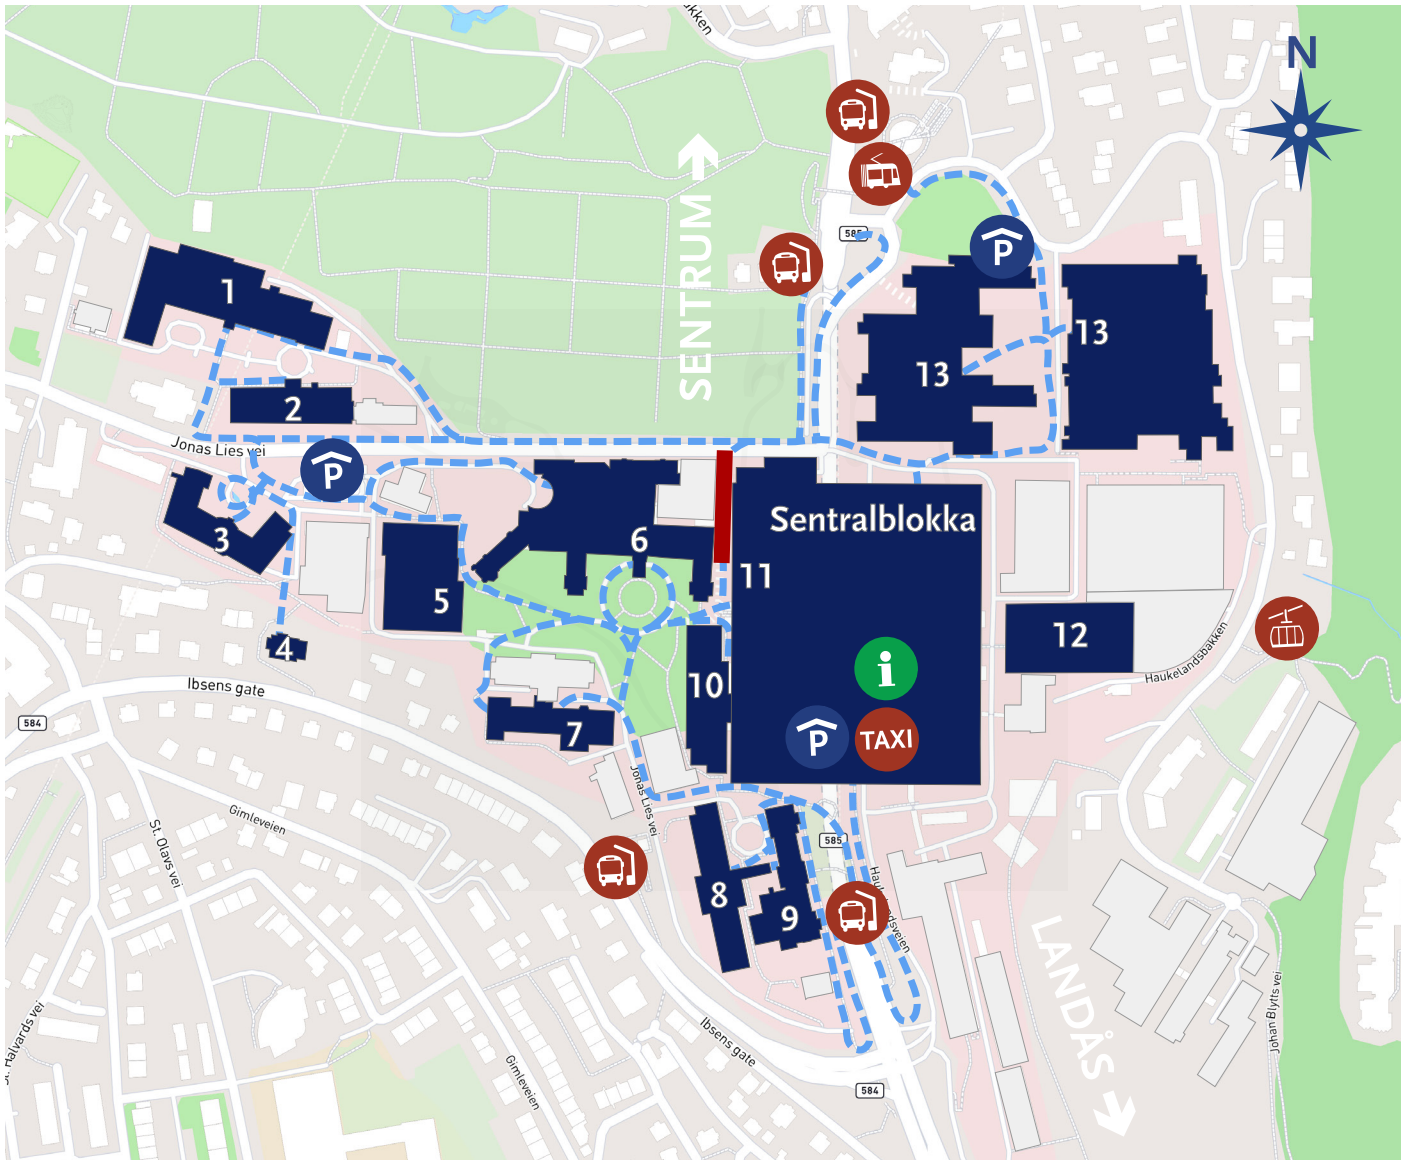 kken
N
SENTRUM
585
P
1
13
13
2
Jonas Lies vei
P
Sentralblokka
3
6
11
5
4
12
Haukelandsbakken
i
10
Ibsens gate
584
7
P
TAXI
Jonas Lies vei
Gimleveien
St. Olavs vei
585
8
9
Haukelandsveien
LANDÅS
St. Halvards vei
Johan Blytts vei
Ibsens gate
Gimleveien
584